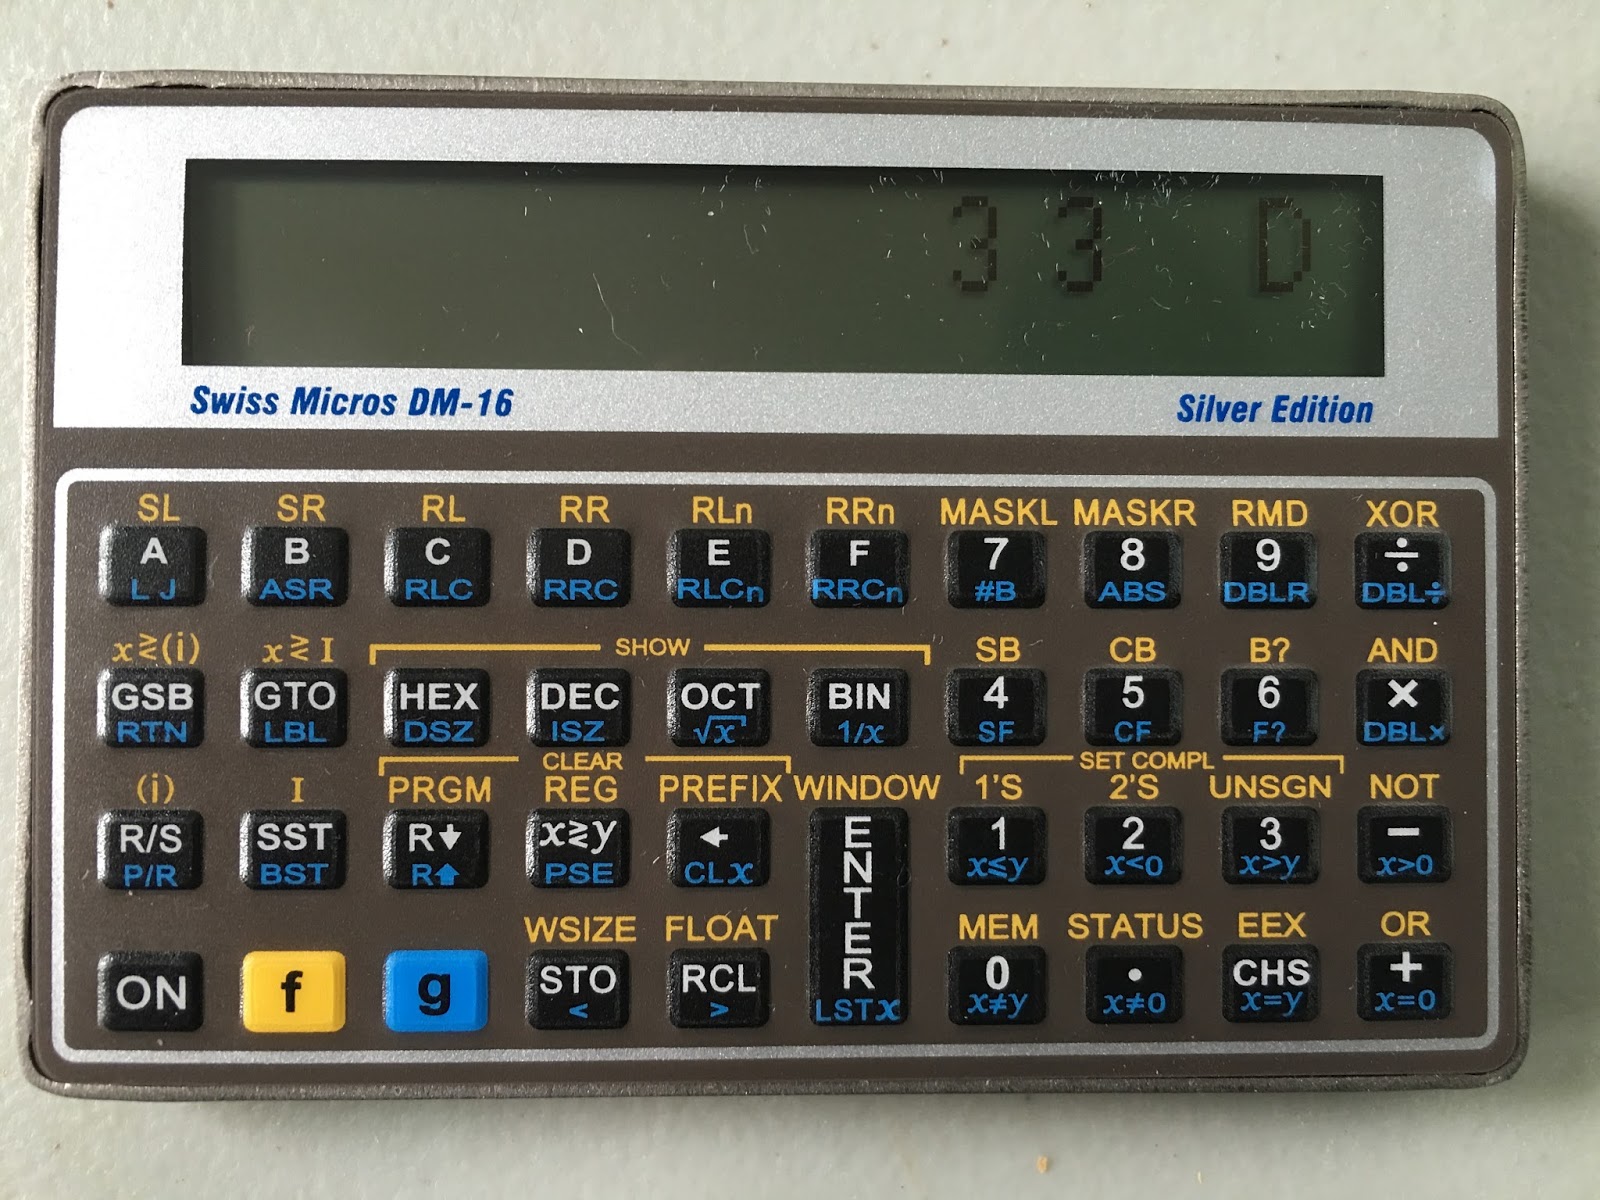 33 D
Swiss Micros DM-16 Silver Edition
SL SR RL RR RLn RRn MASKL MASKR RMD XOR
A B C D E F 7 8 9 ÷
LJ ASR RLC RRC RLCn RRCn #B ABS DBLR DBL÷
x≷(i) x≷I SHOW SB CB B? AND
GSB GTO HEX DEC OCT BIN 4 5 6 ×
RTN LBL DSZ ISZ √x 1/x SF CF F? DBL×
CLEAR SET COMPL
(i) I PRGM REG PREFIX WINDOW 1'S 2'S UNSGN NOT
R/S SST R↓ x≷y ← ENTER 1 2 3 −
P/R BST R↑ PSE CLx x≤y x<0 x>y x>0
WSIZE FLOAT MEM STATUS EEX OR
ON f g STO RCL 0 • CHS +
< > LSTx x≠y x≠0 x=y x=0